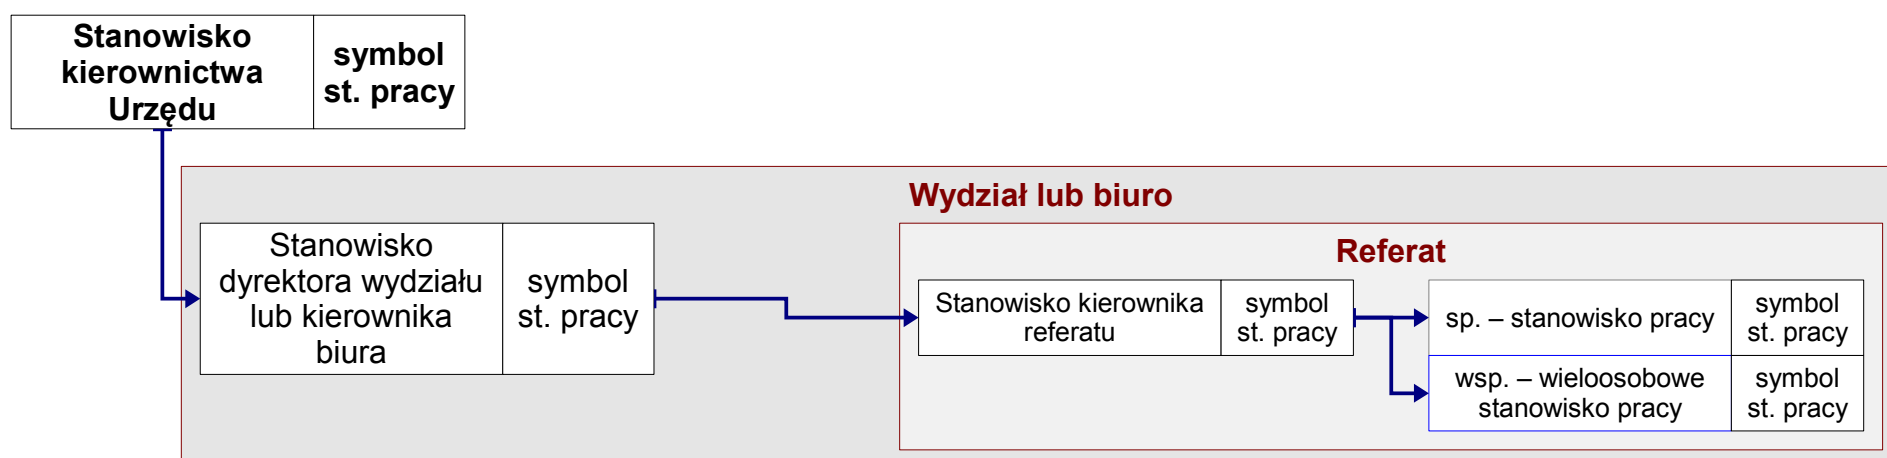 Stanowisko
kierownictwa
Urzędu
symbol
st. pracy
Wydział lub biuro
Stanowisko
dyrektora wydziału
lub kierownika
biura
symbol
st. pracy
Referat
Stanowisko kierownika
referatu
symbol
st. pracy
sp. – stanowisko pracy
symbol
st. pracy
wsp. – wieloosobowe
stanowisko pracy
symbol
st. pracy